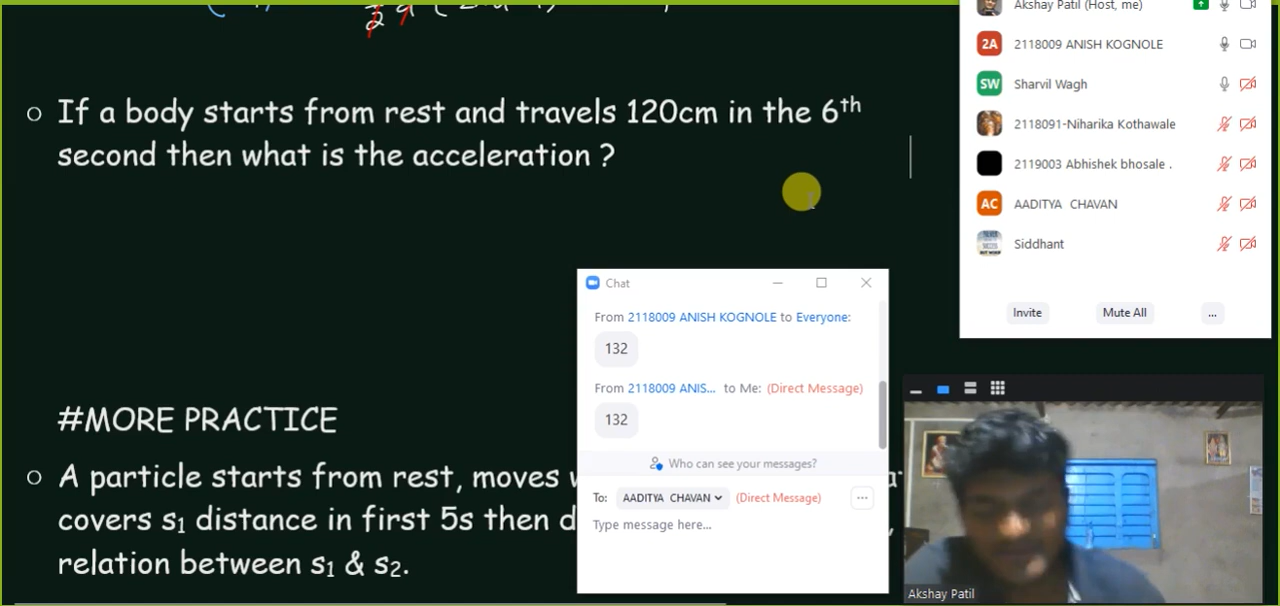 If a body starts from rest and travels 120cm in the 6th
second then what is the acceleration ?
#MORE PRACTICE
A particle starts from rest, moves
covers s1 distance in first 5s then
relation between s1 & s2.
Akshay Patil (Host, me)
2A 2118009 ANISH KOGNOLE
SW Sharvil Wagh
2118091-Niharika Kothawale
2119003 Abhishek bhosale .
AC AADITYA CHAVAN
Siddhant
Invite Mute All ...
Chat
From 2118009 ANISH KOGNOLE to Everyone:
132
From 2118009 ANIS... to Me: (Direct Message)
132
Who can see your messages?
To: AADITYA CHAVAN (Direct Message) ...
Type message here...
Akshay Patil